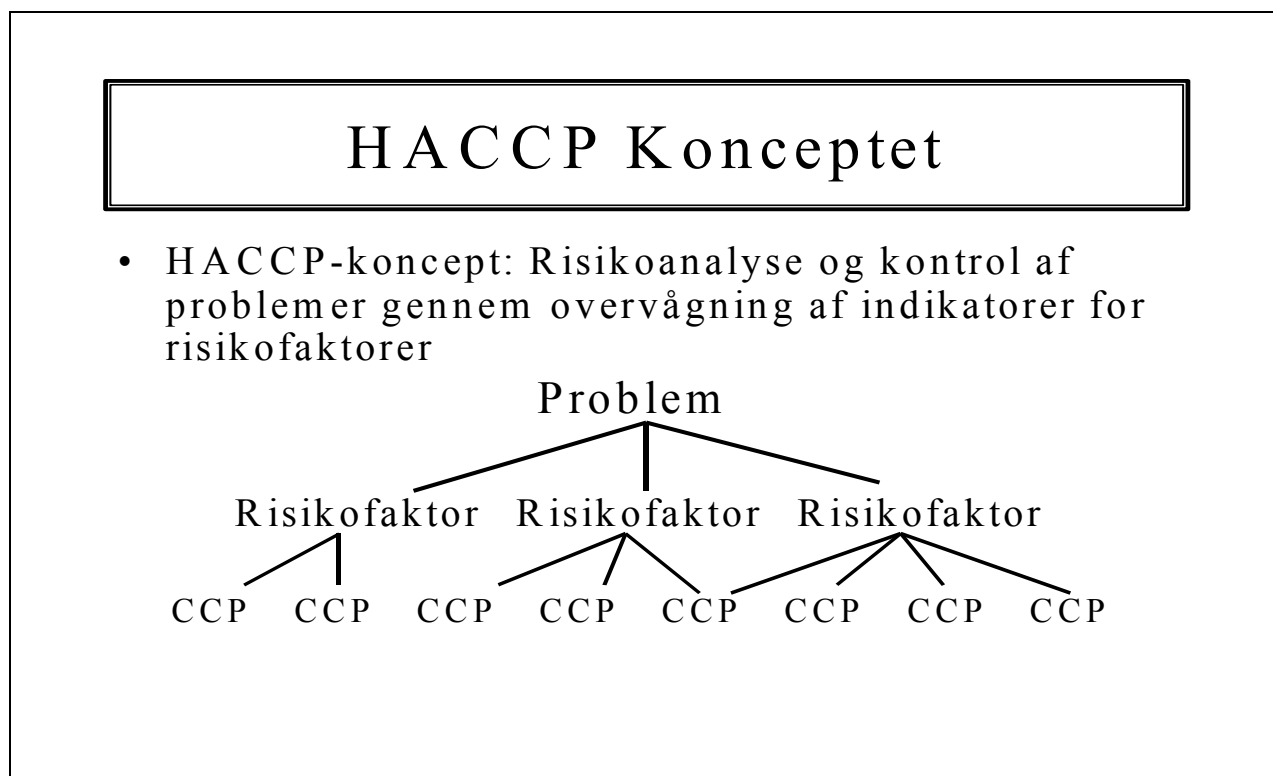 HACCP Konceptet
• HACCP-koncept: Risikoanalyse og kontrol af
problemer gennem overvågning af indikatorer for
risikofaktorer
Problem
Risikofaktor Risikofaktor Risikofaktor
CCP CCP CCP CCP CCP CCP CCP CCP